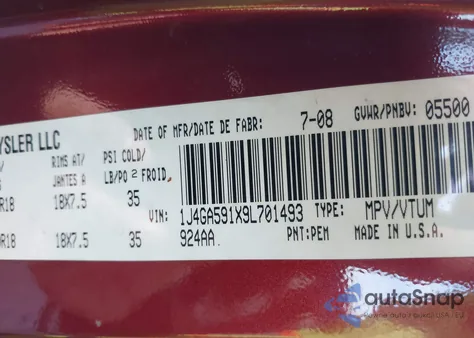 YSLER LLC
DATE OF MFR/DATE DE FABR: 7-08 GVWR/PNBV: 05500
RIMS AT/ PSI COLD/
JANTES A LB/PO 2 FROID,
R18 18X7.5 35
VIN: 1J4GA591X9L701493 TYPE: MPV/VTUM
R18 18X7.5 35 924AA PNT:PEM MADE IN U.S.A.
autoSnap